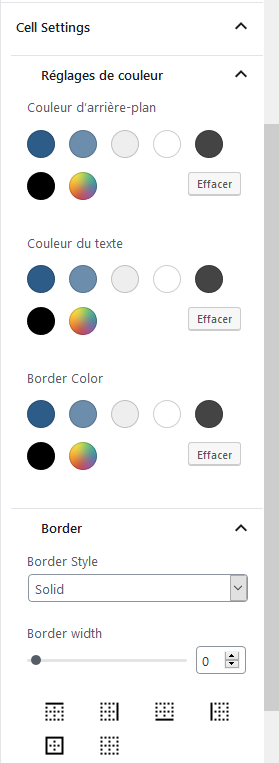 Cell Settings
Réglages de couleur
Couleur d'arrière-plan
Effacer
Couleur du texte
Effacer
Border Color
Effacer
Border
Border Style
Solid
Border width
0